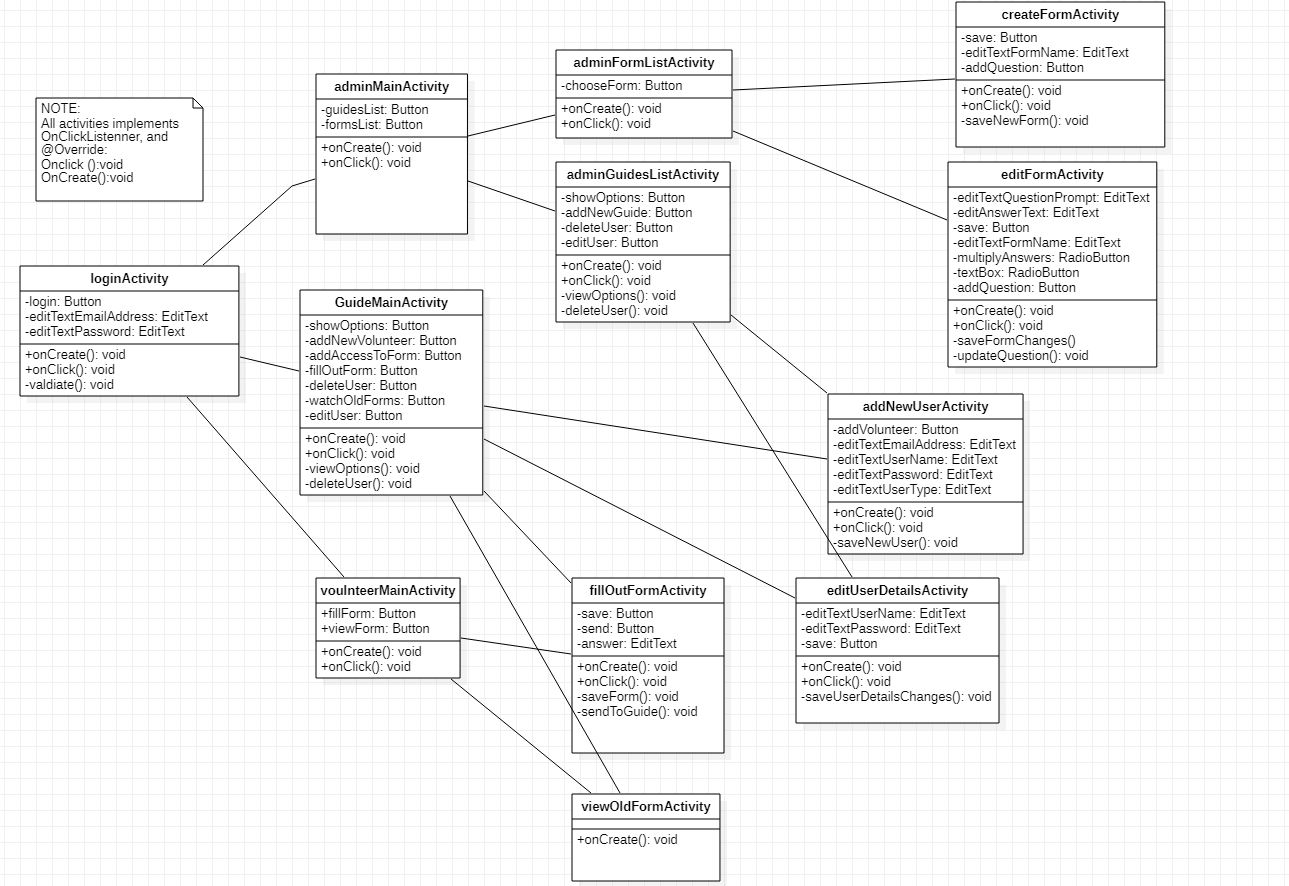 createFormActivity
-save: Button
-editTextFormName: EditText
-addQuestion: Button
+onCreate(): void
+onClick(): void
-saveNewForm(): void
adminFormListActivity
-chooseForm: Button
+onCreate(): void
+onClick(): void
adminMainActivity
-guidesList: Button
-formsList: Button
+onCreate(): void
+onClick(): void
NOTE:
All activities implements
OnClickListenner, and
@Override:
Onclick ():void
OnCreate():void
adminGuidesListActivity
-showOptions: Button
-addNewGuide: Button
-deleteUser: Button
-editUser: Button
+onCreate(): void
+onClick(): void
-viewOptions(): void
-deleteUser(): void
editFormActivity
-editTextQuestionPrompt: EditText
-editAnswerText: EditText
-save: Button
-editTextFormName: EditText
-multiplyAnswers: RadioButton
-textBox: RadioButton
-addQuestion: Button
+onCreate(): void
+onClick(): void
-saveFormChanges()
-updateQuestion(): void
loginActivity
-login: Button
-editTextEmailAddress: EditText
-editTextPassword: EditText
+onCreate(): void
+onClick(): void
-valdiate(): void
GuideMainActivity
-showOptions: Button
-addNewVolunteer: Button
-addAccessToForm: Button
-fillOutForm: Button
-deleteUser: Button
-watchOldForms: Button
-editUser: Button
+onCreate(): void
+onClick(): void
-viewOptions(): void
-deleteUser(): void
addNewUserActivity
-addVolunteer: Button
-editTextEmailAddress: EditText
-editTextUserName: EditText
-editTextPassword: EditText
-editTextUserType: EditText
+onCreate(): void
+onClick(): void
-saveNewUser(): void
voulnteerMainActivity
+fillForm: Button
+viewForm: Button
+onCreate(): void
+onClick(): void
fillOutFormActivity
-save: Button
-send: Button
-answer: EditText
+onCreate(): void
+onClick(): void
-saveForm(): void
-sendToGuide(): void
editUserDetailsActivity
-editTextUserName: EditText
-editTextPassword: EditText
-save: Button
+onCreate(): void
+onClick(): void
-saveUserDetailsChanges(): void
viewOldFormActivity
+onCreate(): void